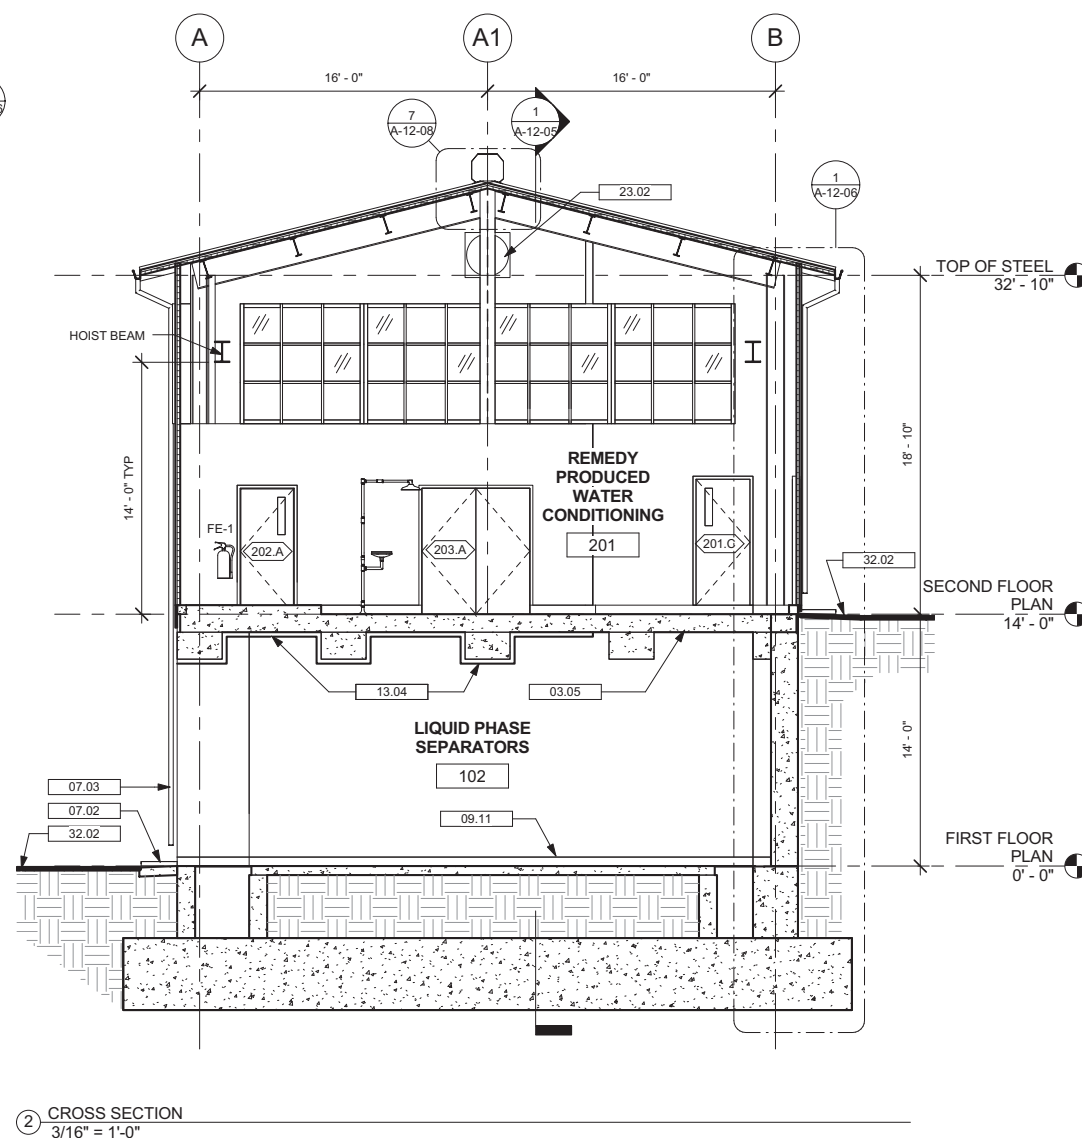 A
A1
B
16' - 0"
16' - 0"
7
A-12-08
1
A-12-05
1
A-12-06
23.02
TOP OF STEEL
32' - 10"
HOIST BEAM
14' - 0" TYP
18' - 10"
REMEDY
PRODUCED
WATER
CONDITIONING
201
FE-1
202.A
203.A
201.C
32.02
SECOND FLOOR
PLAN
14' - 0"
13.04
03.05
LIQUID PHASE
SEPARATORS
102
14' - 0"
07.03
07.02
32.02
09.11
FIRST FLOOR
PLAN
0' - 0"
2
CROSS SECTION
3/16" = 1'-0"